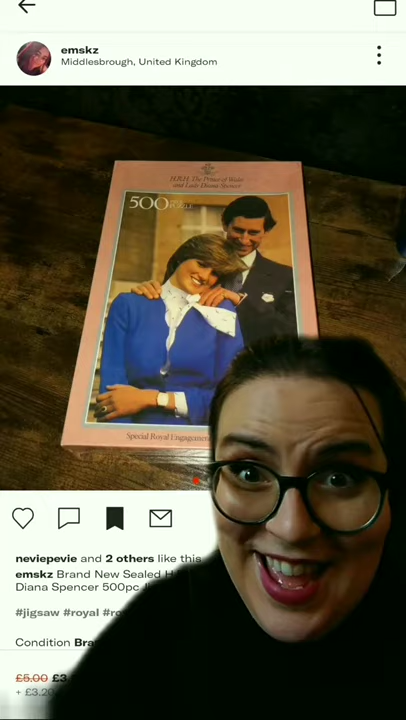 emskz
Middlesbrough, United Kingdom
H.R.H. The Prince of Wales
and Lady Diana Spencer
500
Special Royal Engagement
neviepevie and 2 others like this
emskz Brand New Sealed H
Diana Spencer 500pc
#jigsaw #royal
Condition
£5.00 £3
+ £3.20